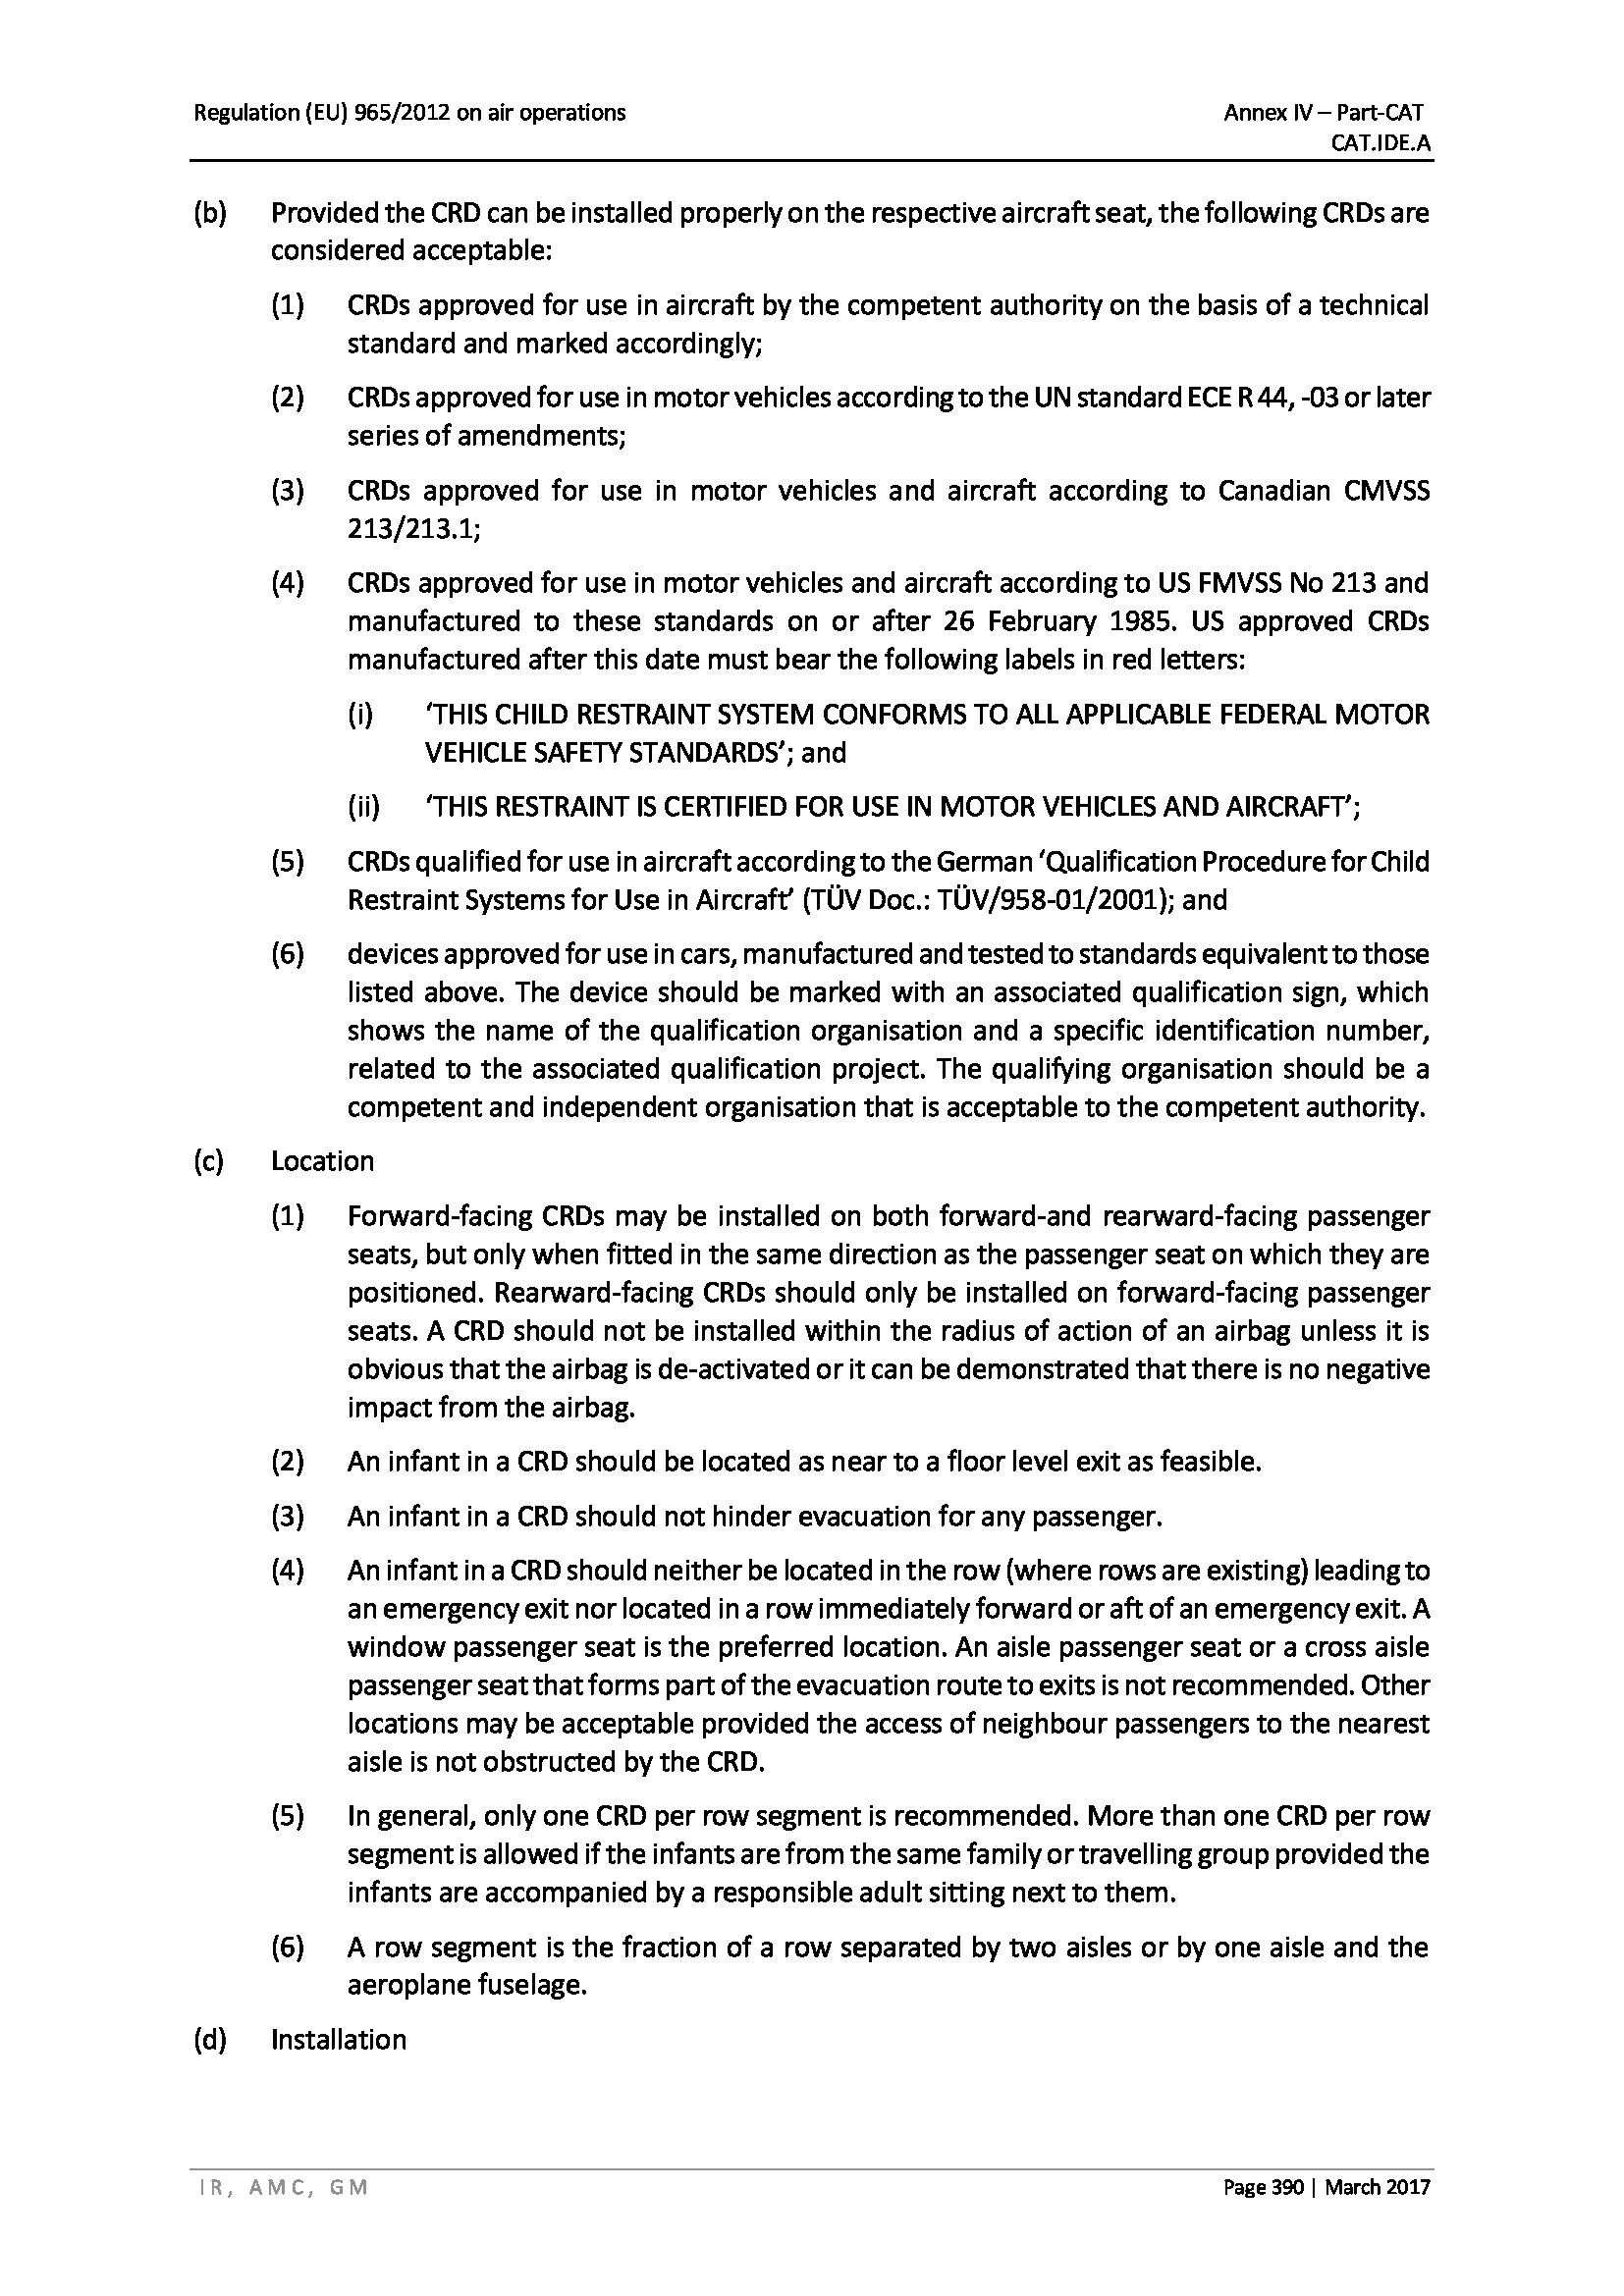 Regulation (EU) 965/2012 on air operations Annex IV – Part-CAT
CAT.IDE.A
(b) Provided the CRD can be installed properly on the respective aircraft seat, the following CRDs are
considered acceptable:
(1) CRDs approved for use in aircraft by the competent authority on the basis of a technical
standard and marked accordingly;
(2) CRDs approved for use in motor vehicles according to the UN standard ECE R 44, -03 or later
series of amendments;
(3) CRDs approved for use in motor vehicles and aircraft according to Canadian CMVSS
213/213.1;
(4) CRDs approved for use in motor vehicles and aircraft according to US FMVSS No 213 and
manufactured to these standards on or after 26 February 1985. US approved CRDs
manufactured after this date must bear the following labels in red letters:
(i) ‘THIS CHILD RESTRAINT SYSTEM CONFORMS TO ALL APPLICABLE FEDERAL MOTOR
VEHICLE SAFETY STANDARDS’; and
(ii) ‘THIS RESTRAINT IS CERTIFIED FOR USE IN MOTOR VEHICLES AND AIRCRAFT’;
(5) CRDs qualified for use in aircraft according to the German ‘Qualification Procedure for Child
Restraint Systems for Use in Aircraft’ (TÜV Doc.: TÜV/958-01/2001); and
(6) devices approved for use in cars, manufactured and tested to standards equivalent to those
listed above. The device should be marked with an associated qualification sign, which
shows the name of the qualification organisation and a specific identification number,
related to the associated qualification project. The qualifying organisation should be a
competent and independent organisation that is acceptable to the competent authority.
(c) Location
(1) Forward-facing CRDs may be installed on both forward-and rearward-facing passenger
seats, but only when fitted in the same direction as the passenger seat on which they are
positioned. Rearward-facing CRDs should only be installed on forward-facing passenger
seats. A CRD should not be installed within the radius of action of an airbag unless it is
obvious that the airbag is de-activated or it can be demonstrated that there is no negative
impact from the airbag.
(2) An infant in a CRD should be located as near to a floor level exit as feasible.
(3) An infant in a CRD should not hinder evacuation for any passenger.
(4) An infant in a CRD should neither be located in the row (where rows are existing) leading to
an emergency exit nor located in a row immediately forward or aft of an emergency exit. A
window passenger seat is the preferred location. An aisle passenger seat or a cross aisle
passenger seat that forms part of the evacuation route to exits is not recommended. Other
locations may be acceptable provided the access of neighbour passengers to the nearest
aisle is not obstructed by the CRD.
(5) In general, only one CRD per row segment is recommended. More than one CRD per row
segment is allowed if the infants are from the same family or travelling group provided the
infants are accompanied by a responsible adult sitting next to them.
(6) A row segment is the fraction of a row separated by two aisles or by one aisle and the
aeroplane fuselage.
(d) Installation
IR, AMC, GM Page 390 | March 2017